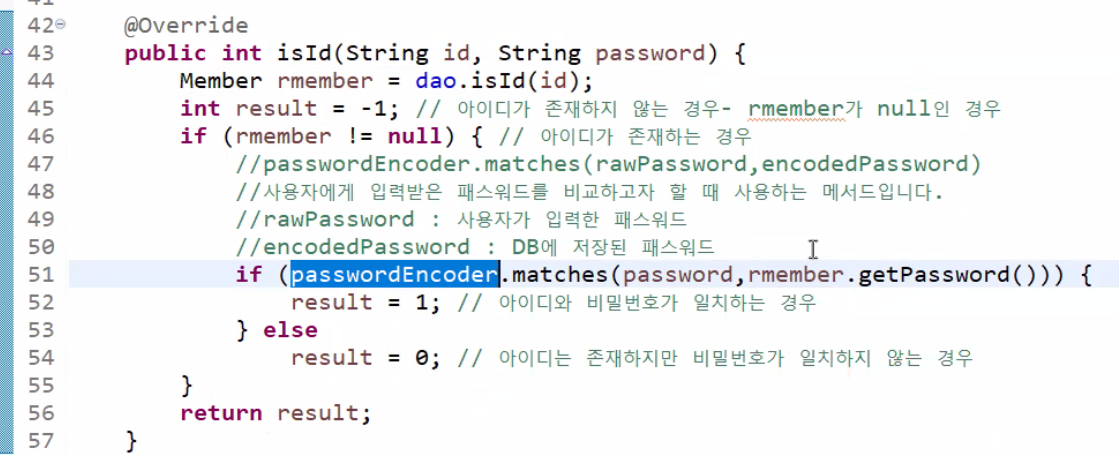 42 @Override
43 public int isId(String id, String password) {
44 Member rmember = dao.isId(id);
45 int result = -1; // 아이디가 존재하지 않는 경우- rmember가 null인 경우
46 if (rmember != null) { // 아이디가 존재하는 경우
47 //passwordEncoder.matches(rawPassword,encodedPassword)
48 //사용자에게 입력받은 패스워드를 비교하고자 할 때 사용하는 메서드입니다.
49 //rawPassword : 사용자가 입력한 패스워드
50 //encodedPassword : DB에 저장된 패스워드
51 if (passwordEncoder.matches(password,rmember.getPassword())) {
52 result = 1; // 아이디와 비밀번호가 일치하는 경우
53 } else
54 result = 0; // 아이디는 존재하지만 비밀번호가 일치하지 않는 경우
55 }
56 return result;
57 }